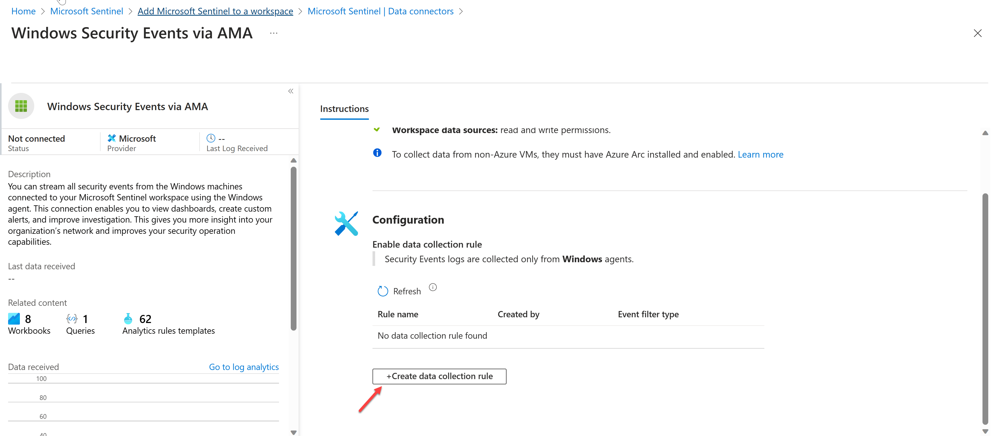 Home > Microsoft Sentinel > Add Microsoft Sentinel to a workspace > Microsoft Sentinel | Data connectors >
Windows Security Events via AMA ...
Windows Security Events via AMA
Not connected
Status
Microsoft
Provider
--
Last Log Received
Description
You can stream all security events from the Windows machines
connected to your Microsoft Sentinel workspace using the Windows
agent. This connection enables you to view dashboards, create custom
alerts, and improve investigation. This gives you more insight into your
organization’s network and improves your security operation
capabilities.
Last data received
--
Related content
8
Workbooks
1
Queries
62
Analytics rules templates
Data received
Go to log analytics
100
80
60
40
Instructions
Workspace data sources: read and write permissions.
To collect data from non-Azure VMs, they must have Azure Arc installed and enabled. Learn more
Configuration
Enable data collection rule
Security Events logs are collected only from Windows agents.
Refresh
Rule name Created by Event filter type
No data collection rule found
+Create data collection rule